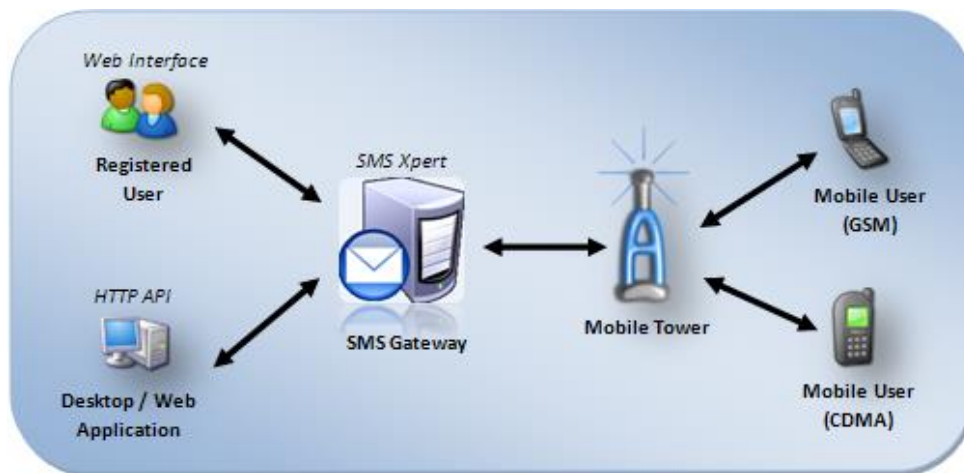 Web Interface
Registered
User
HTTP API
Desktop / Web
Application
SMS Xpert
SMS Gateway
Mobile Tower
Mobile User
(GSM)
Mobile User
(CDMA)